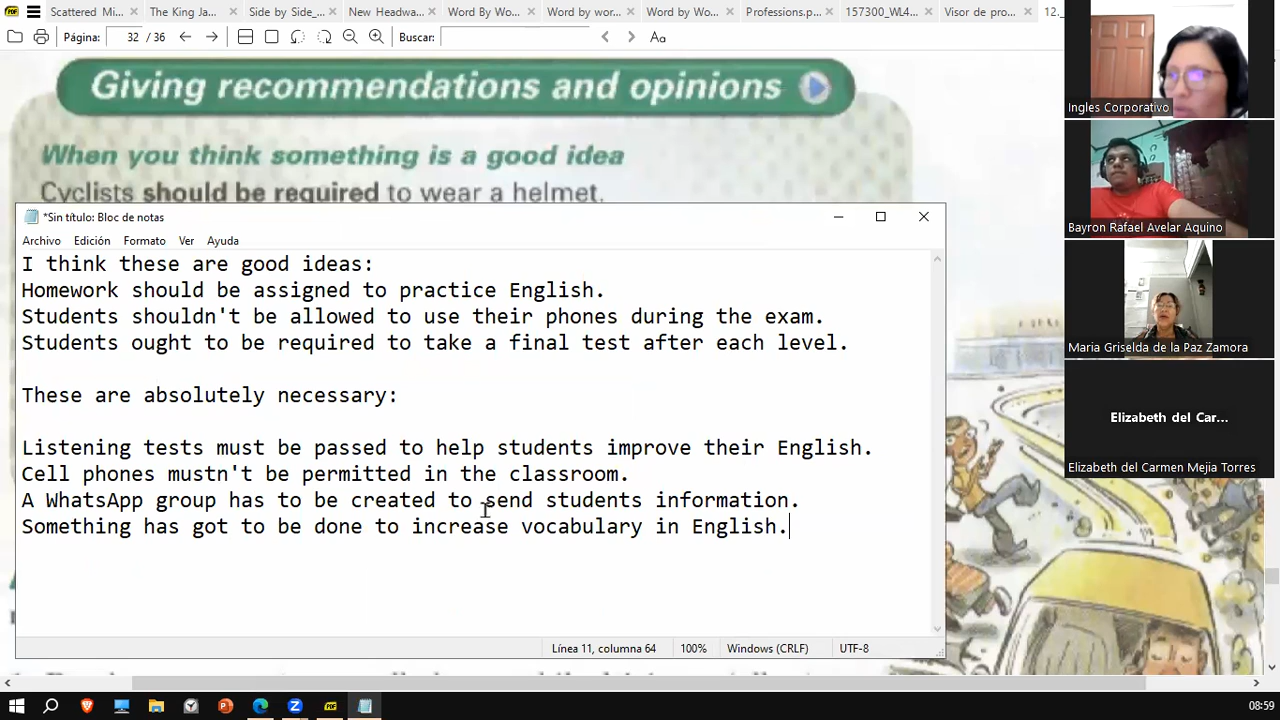 Scattered Mi...
The King Ja...
Side by Side_...
New Headwa...
Word By Wo...
Word by wor...
Word by Wo...
Professions.p...
157300_WL4...
Visor de pro...
12._
Página: 32 / 36
Buscar:
Aa
Giving recommendations and opinions
When you think something is a good idea
Cyclists should be required to wear a helmet.
*Sin título: Bloc de notas
Archivo Edición Formato Ver Ayuda
I think these are good ideas:
Homework should be assigned to practice English.
Students shouldn't be allowed to use their phones during the exam.
Students ought to be required to take a final test after each level.
These are absolutely necessary:
Listening tests must be passed to help students improve their English.
Cell phones mustn't be permitted in the classroom.
A WhatsApp group has to be created to send students information.
Something has got to be done to increase vocabulary in English.
Línea 11, columna 64 100% Windows (CRLF) UTF-8
Ingles Corporativo
Bayron Rafael Avelar Aquino
Maria Griselda de la Paz Zamora
Elizabeth del Car...
Elizabeth del Carmen Mejia Torres
08:59